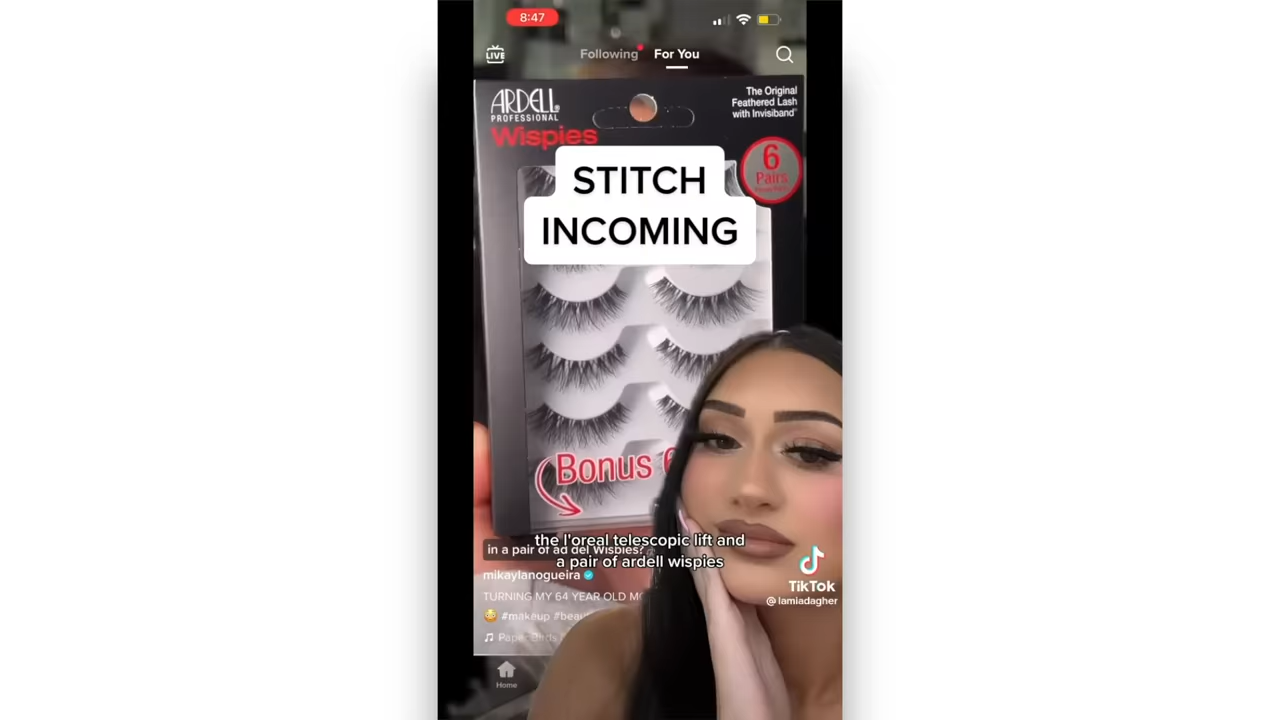 8:47
LIVE
Following
For You
ARDELL
PROFESSIONAL
Wispies
The Original
Feathered Lash
with Invisiband
6
Pairs
STITCH
INCOMING
Bonus
the l'oreal telescopic lift and
in a pair of ad del Wispies?
a pair of ardell wispies
mikaylanogueira
TURNING MY 64 YEAR OLD
#makeup
TikTok
@lamiadagher
Home